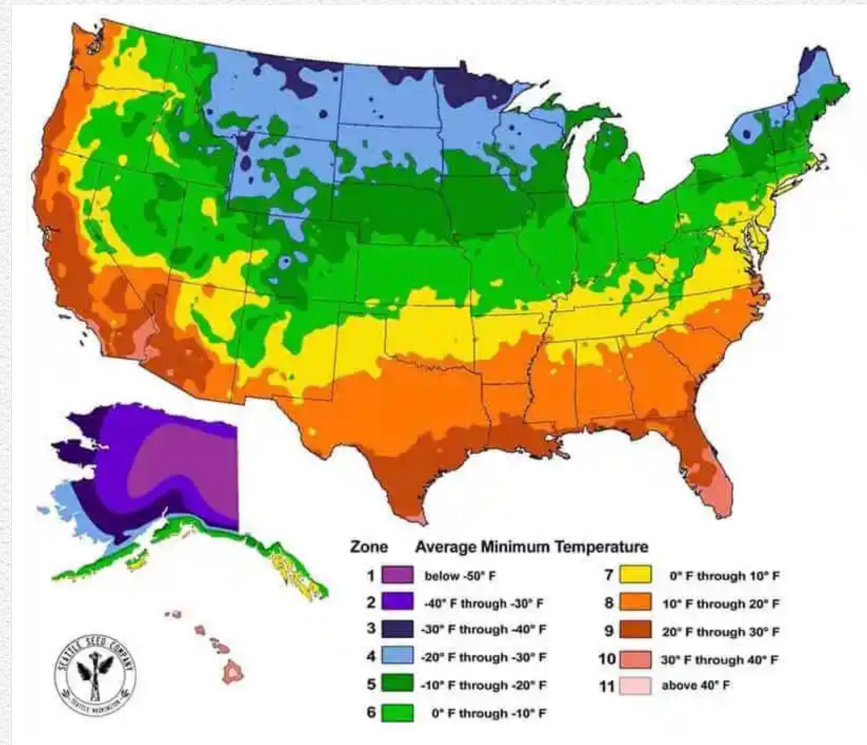 Zone Average Minimum Temperature
1 below -50° F
2 -40° F through -30° F
3 -30° F through -40° F
4 -20° F through -30° F
5 -10° F through -20° F
6 0° F through -10° F
7 0° F through 10° F
8 10° F through 20° F
9 20° F through 30° F
10 30° F through 40° F
11 above 40° F
SEATTLE SEED COMPANY
SEATTLE WASHINGTON